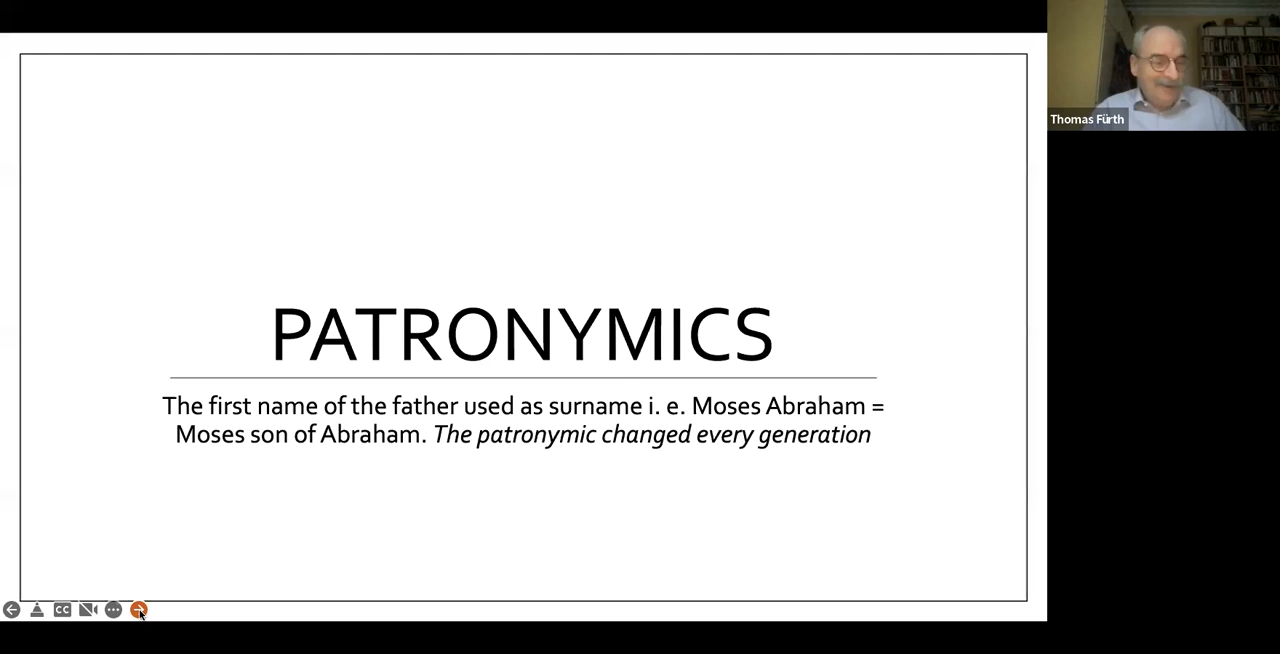 PATRONYMICS
The first name of the father used as surname i. e. Moses Abraham =
Moses son of Abraham. The patronymic changed every generation
Thomas Fürth
CC